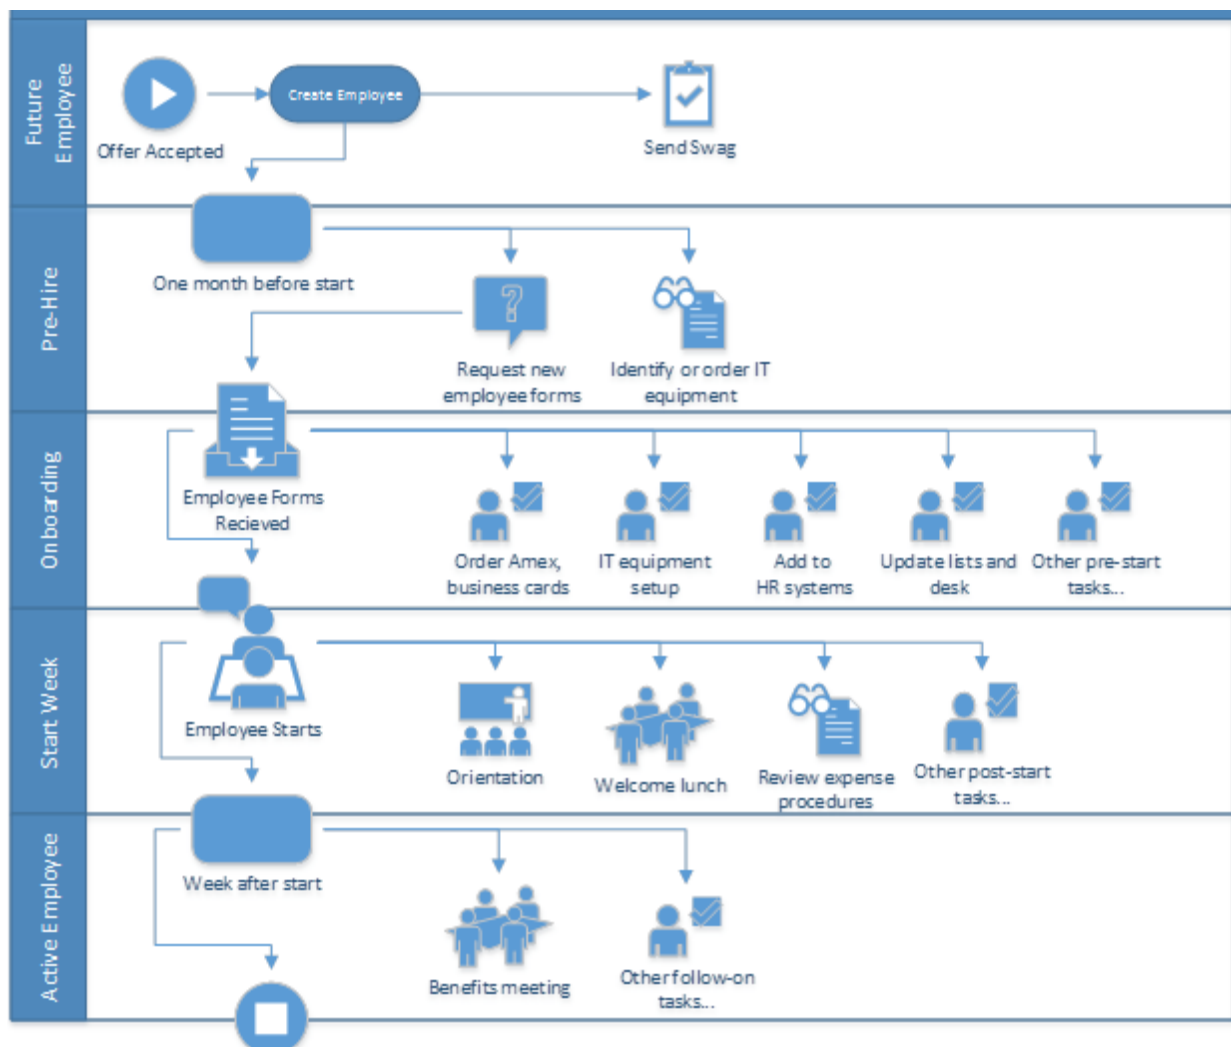 Future
Employee
Offer Accepted
Create Employee
Send Swag
Pre-Hire
One month before start
Request new
employee forms
Identify or order IT
equipment
Onboarding
Employee Forms
Recieved
Order Amex,
business cards
IT equipment
setup
Add to
HR systems
Update lists and
desk
Other pre-start
tasks...
Start Week
Employee Starts
Orientation
Welcome lunch
Review expense
procedures
Other post-start
tasks...
Active Employee
Week after start
Benefits meeting
Other follow-on
tasks...